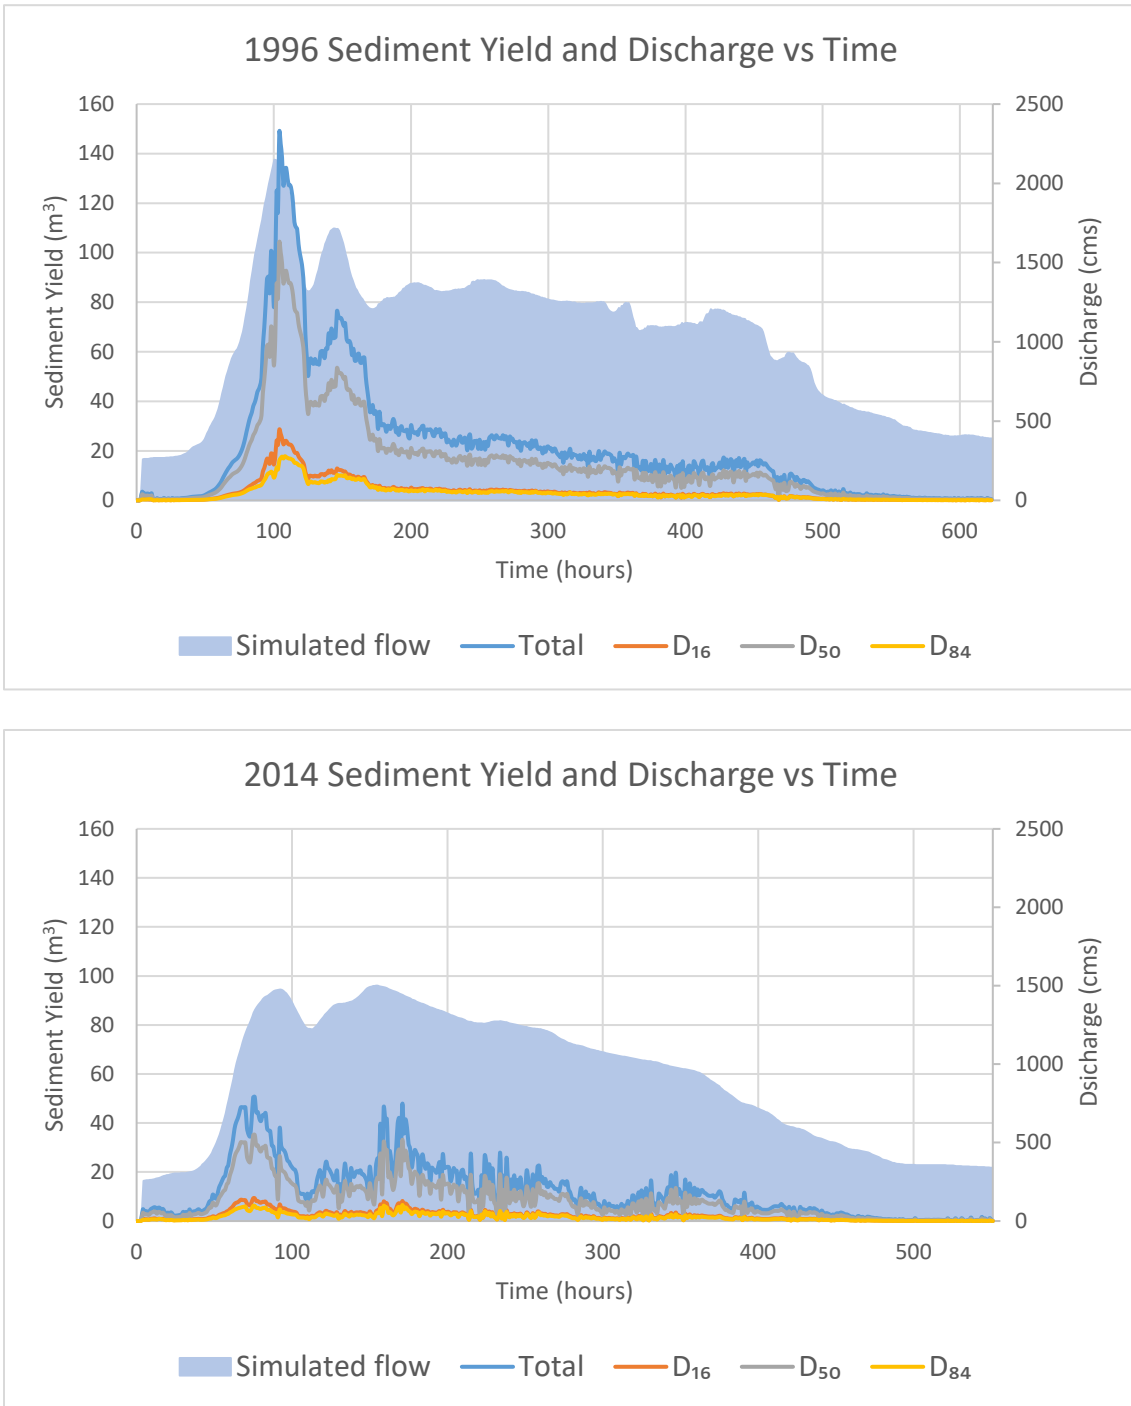 1996 Sediment Yield and Discharge vs Time
160
140
120
100
80
60
40
20
0
Sediment Yield (m³)
2500
2000
1500
1000
500
0
Dsicharge (cms)
0 100 200 300 400 500 600
Time (hours)
Simulated flow Total D₁₆ D₅₀ D₈₄
2014 Sediment Yield and Discharge vs Time
160
140
120
100
80
60
40
20
0
Sediment Yield (m³)
2500
2000
1500
1000
500
0
Dsicharge (cms)
0 100 200 300 400 500
Time (hours)
Simulated flow Total D₁₆ D₅₀ D₈₄